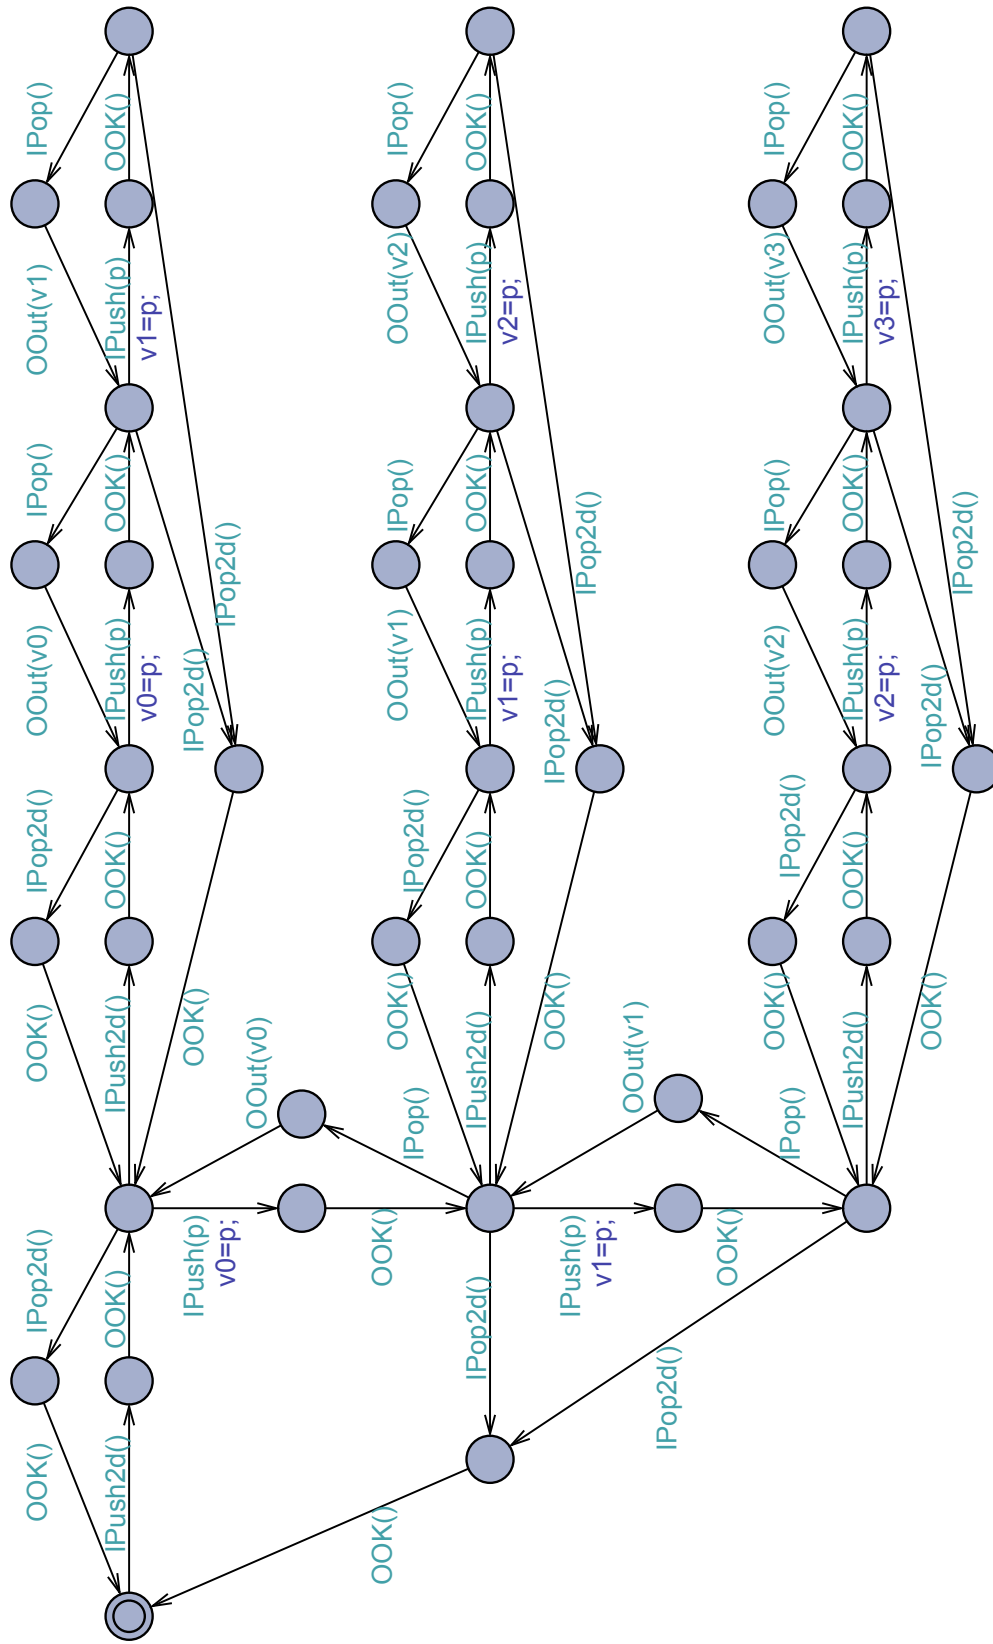 IPop()
OOK()
OOut(v1)
IPush(p)
v1=p;
IPop()
OOK()
OOut(v0)
IPush(p)
v0=p;
IPop2d()
IPop2d()
IPop2d()
OOK()
OOK()
IPush2d()
OOK()
IPop()
OOK()
OOut(v2)
IPush(p)
v2=p;
IPop()
OOK()
OOut(v1)
IPush(p)
v1=p;
IPop2d()
IPop2d()
IPop2d()
OOK()
OOK()
IPush2d()
OOK()
IPop()
OOK()
OOut(v3)
IPush(p)
v3=p;
IPop()
OOK()
OOut(v2)
IPush(p)
v2=p;
IPop2d()
IPop2d()
IPop2d()
OOK()
OOK()
IPush2d()
OOK()
OOut(v0)
IPop()
OOut(v1)
IPop()
IPop2d()
OOK()
IPush(p)
v0=p;
OOK()
IPush(p)
v1=p;
OOK()
OOK()
IPush2d()
IPop2d()
IPop2d()
OOK()